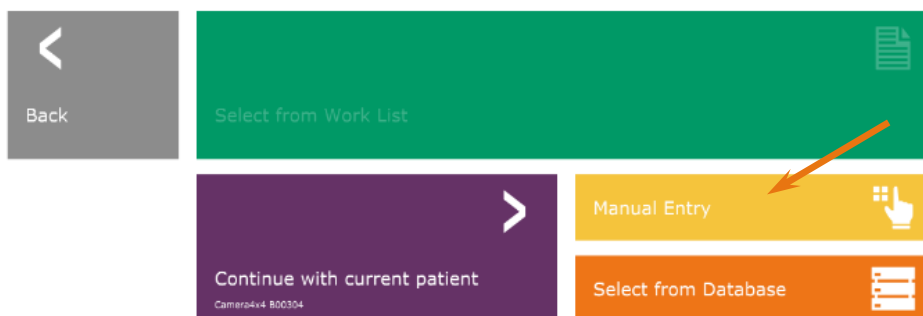 Back
Select from Work List
Manual Entry
Continue with current patient
Camera4x4 B00304
Select from Database